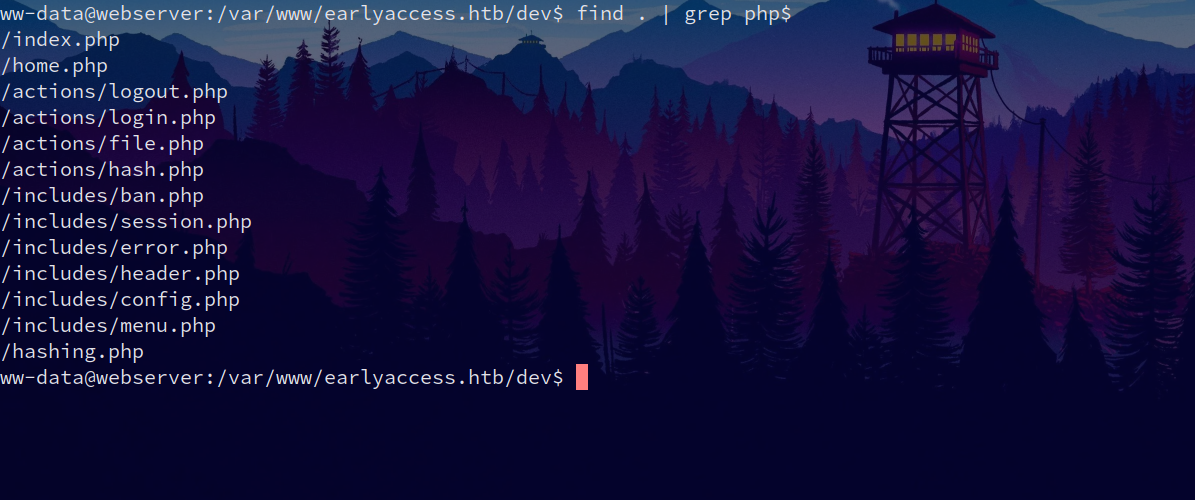 ww-data@webserver:/var/www/earlyaccess.htb/dev$ find . | grep php$
/index.php
/home.php
/actions/logout.php
/actions/login.php
/actions/file.php
/actions/hash.php
/includes/ban.php
/includes/session.php
/includes/error.php
/includes/header.php
/includes/config.php
/includes/menu.php
/hashing.php
ww-data@webserver:/var/www/earlyaccess.htb/dev$